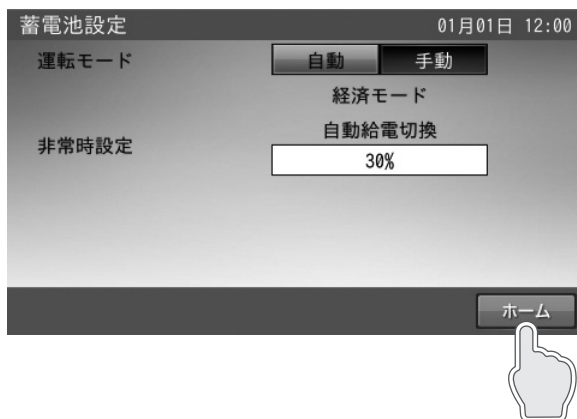 蓄電池設定 01月01日 12:00
運転モード 自動 手動
経済モード
自動給電切換
非常時設定
30%
ホーム